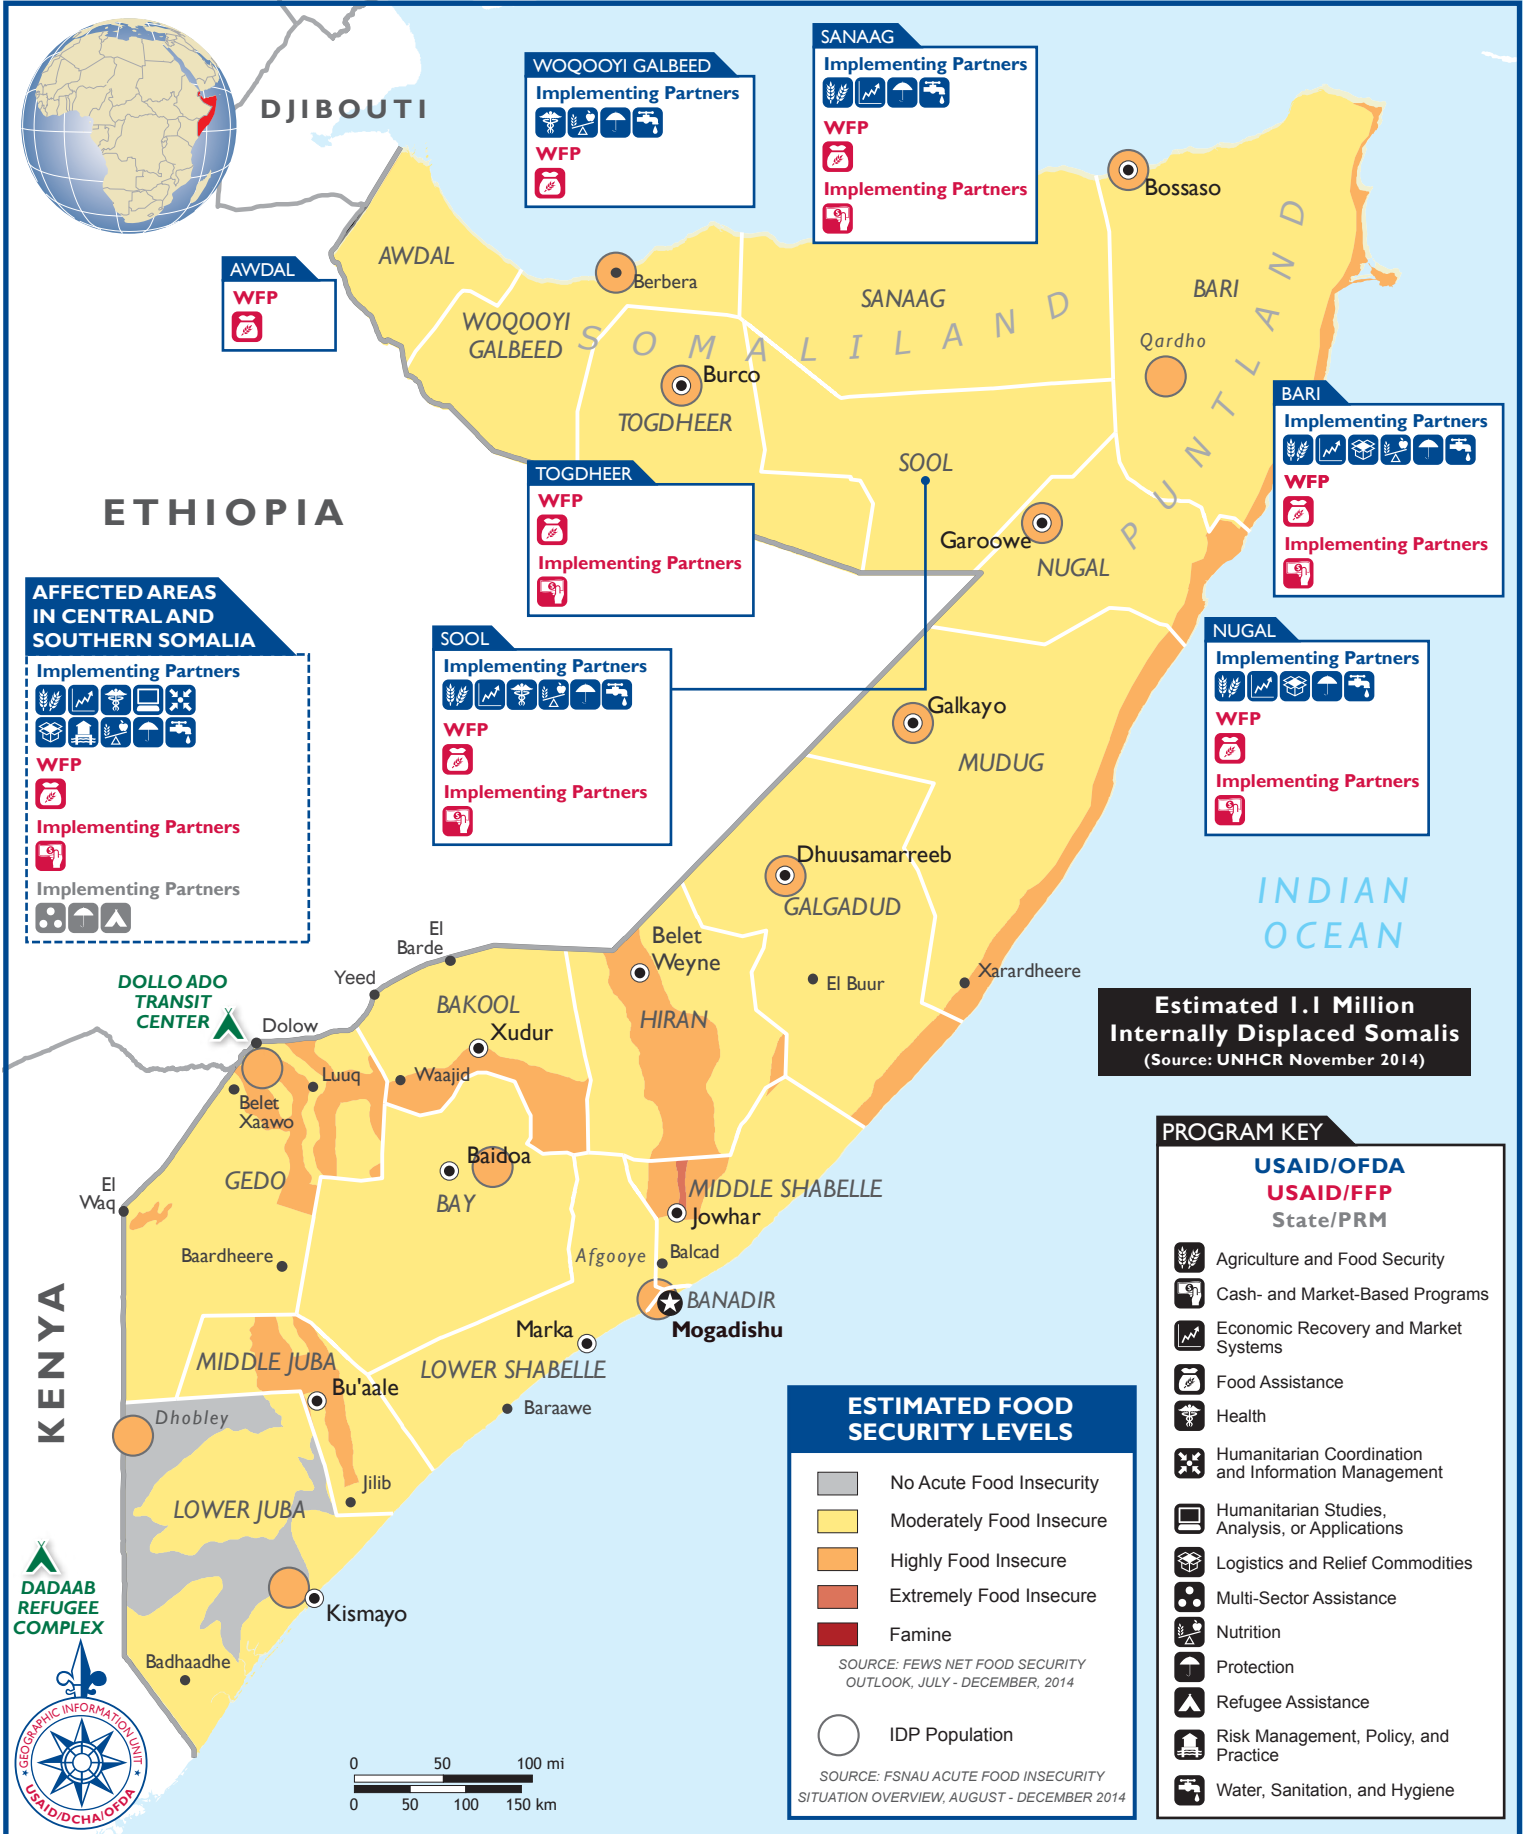 DJIBOUTI
WOQOOYI GALBEED
Implementing Partners
WFP
SANAAG
Implementing Partners
WFP
Implementing Partners
Bossaso
AWDAL
WFP
AWDAL
Berbera
WOQOOYI
GALBEED
SANAAG
BARI
SOMALILAND
PUNTLAND
Qardho
Burco
TOGDHEER
BARI
Implementing Partners
WFP
Implementing Partners
SOOL
ETHIOPIA
TOGDHEER
WFP
Implementing Partners
Garoowe
NUGAL
AFFECTED AREAS
IN CENTRAL AND
SOUTHERN SOMALIA
Implementing Partners
WFP
Implementing Partners
Implementing Partners
SOOL
Implementing Partners
WFP
Implementing Partners
NUGAL
Implementing Partners
WFP
Implementing Partners
Galkayo
MUDUG
Dhuusamarreeb
GALGADUD
INDIAN
OCEAN
El
Barde
Belet
Weyne
Yeed
El Buur
Xarardheere
DOLLO ADO
TRANSIT
CENTER
Dolow
BAKOOL
Xudur
HIRAN
Estimated 1.1 Million
Internally Displaced Somalis
(Source: UNHCR November 2014)
Luuq
Waajid
Belet
Xaawo
Baidoa
BAY
GEDO
El
Waq
MIDDLE SHABELLE
Jowhar
Baardheere
Afgooye
Balcad
BANADIR
Mogadishu
KENYA
Marka
MIDDLE JUBA
LOWER SHABELLE
Bu'aale
Baraawe
Dhobley
Jilib
LOWER JUBA
DADAAB
REFUGEE
COMPLEX
Kismayo
Badhaadhe
GEOGRAPHIC INFORMATION UNIT
USAID/DCHA/OFDA
0 50 100 mi
0 50 100 150 km
ESTIMATED FOOD
SECURITY LEVELS
No Acute Food Insecurity
Moderately Food Insecure
Highly Food Insecure
Extremely Food Insecure
Famine
SOURCE: FEWS NET FOOD SECURITY
OUTLOOK, JULY - DECEMBER, 2014
IDP Population
SOURCE: FSNAU ACUTE FOOD INSECURITY
SITUATION OVERVIEW, AUGUST - DECEMBER 2014
PROGRAM KEY
USAID/OFDA
USAID/FFP
State/PRM
Agriculture and Food Security
Cash- and Market-Based Programs
Economic Recovery and Market
Systems
Food Assistance
Health
Humanitarian Coordination
and Information Management
Humanitarian Studies,
Analysis, or Applications
Logistics and Relief Commodities
Multi-Sector Assistance
Nutrition
Protection
Refugee Assistance
Risk Management, Policy, and
Practice
Water, Sanitation, and Hygiene